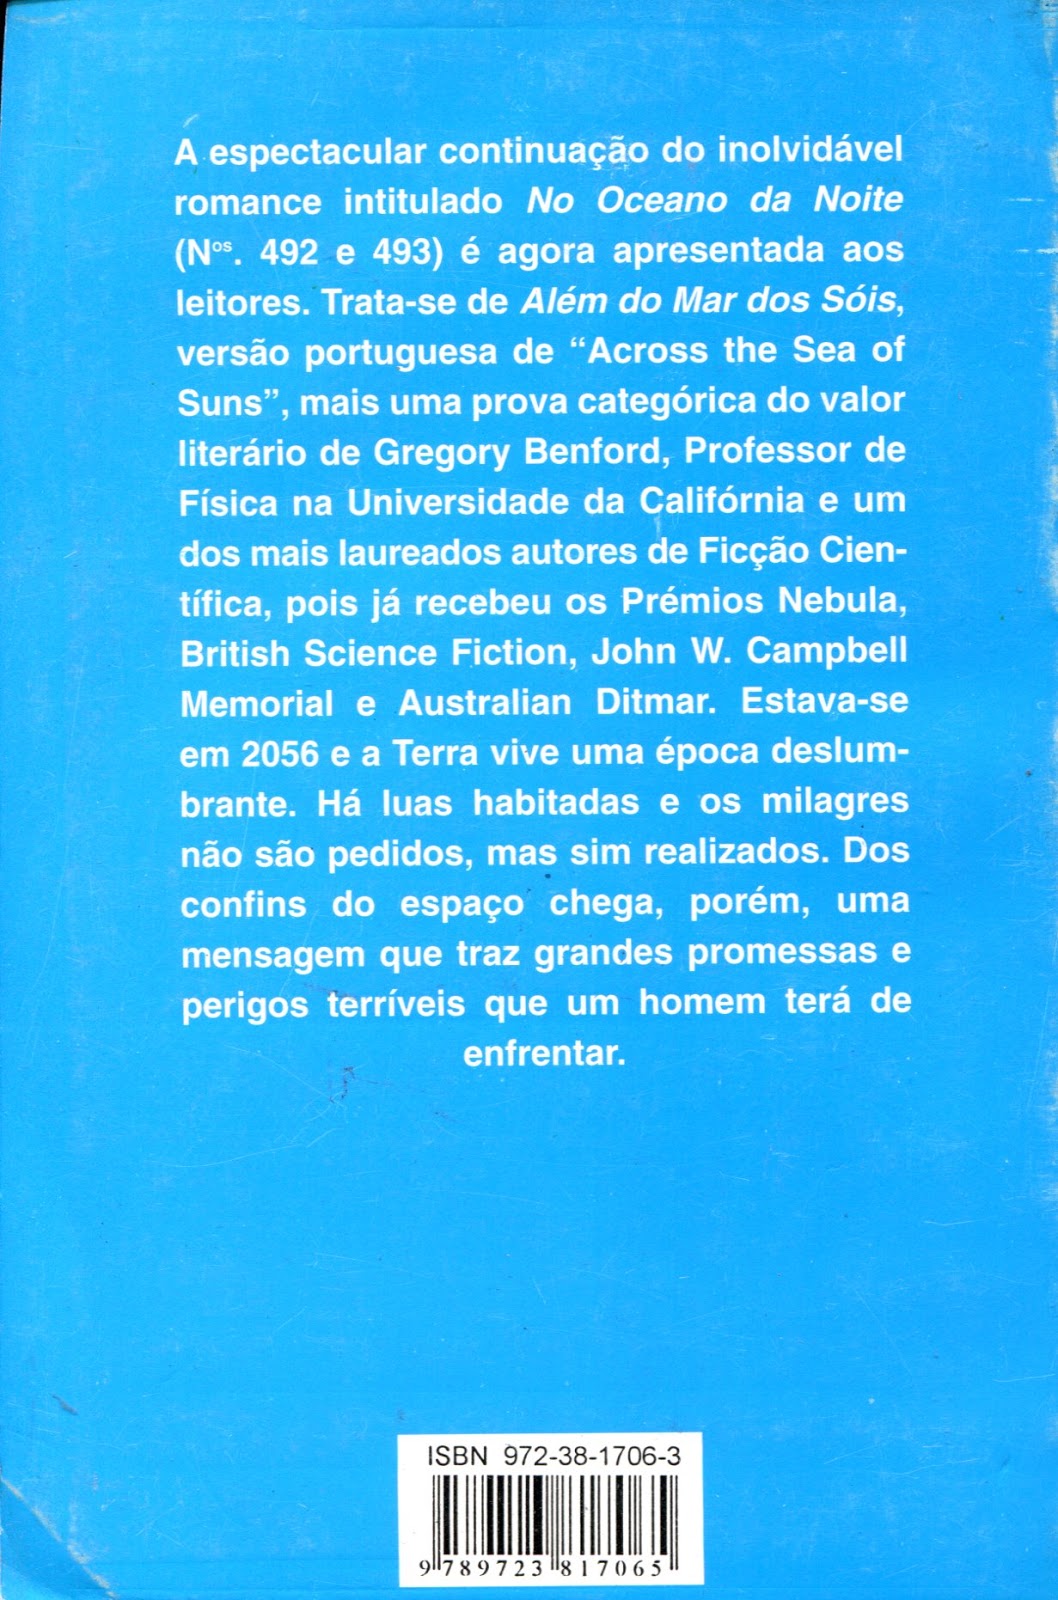 A espectacular continuação do inolvidável
romance intitulado No Oceano da Noite
(Nos. 492 e 493) é agora apresentada aos
leitores. Trata-se de Além do Mar dos Sóis,
versão portuguesa de “Across the Sea of
Suns”, mais uma prova categórica do valor
literário de Gregory Benford, Professor de
Física na Universidade da Califórnia e um
dos mais laureados autores de Ficção Cien-
tífica, pois já recebeu os Prémios Nebula,
British Science Fiction, John W. Campbell
Memorial e Australian Ditmar. Estava-se
em 2056 e a Terra vive uma época deslum-
brante. Há luas habitadas e os milagres
não são pedidos, mas sim realizados. Dos
confins do espaço chega, porém, uma
mensagem que traz grandes promessas e
perigos terríveis que um homem terá de
enfrentar.
ISBN 972-38-1706-3
9 789723 817065